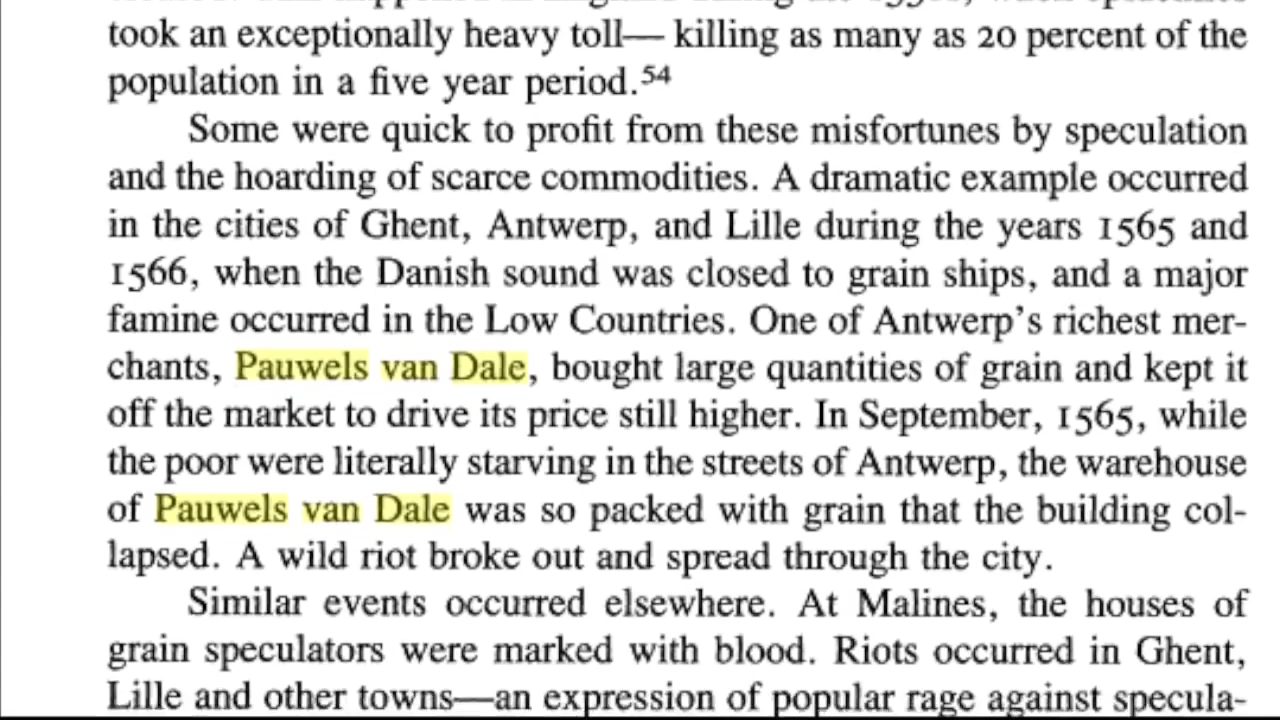 took an exceptionally heavy toll— killing as many as 20 percent of the
population in a five year period.54
Some were quick to profit from these misfortunes by speculation
and the hoarding of scarce commodities. A dramatic example occurred
in the cities of Ghent, Antwerp, and Lille during the years 1565 and
1566, when the Danish sound was closed to grain ships, and a major
famine occurred in the Low Countries. One of Antwerp's richest mer-
chants, Pauwels van Dale, bought large quantities of grain and kept it
off the market to drive its price still higher. In September, 1565, while
the poor were literally starving in the streets of Antwerp, the warehouse
of Pauwels van Dale was so packed with grain that the building col-
lapsed. A wild riot broke out and spread through the city.
Similar events occurred elsewhere. At Malines, the houses of
grain speculators were marked with blood. Riots occurred in Ghent,
Lille and other towns—an expression of popular rage against specula-